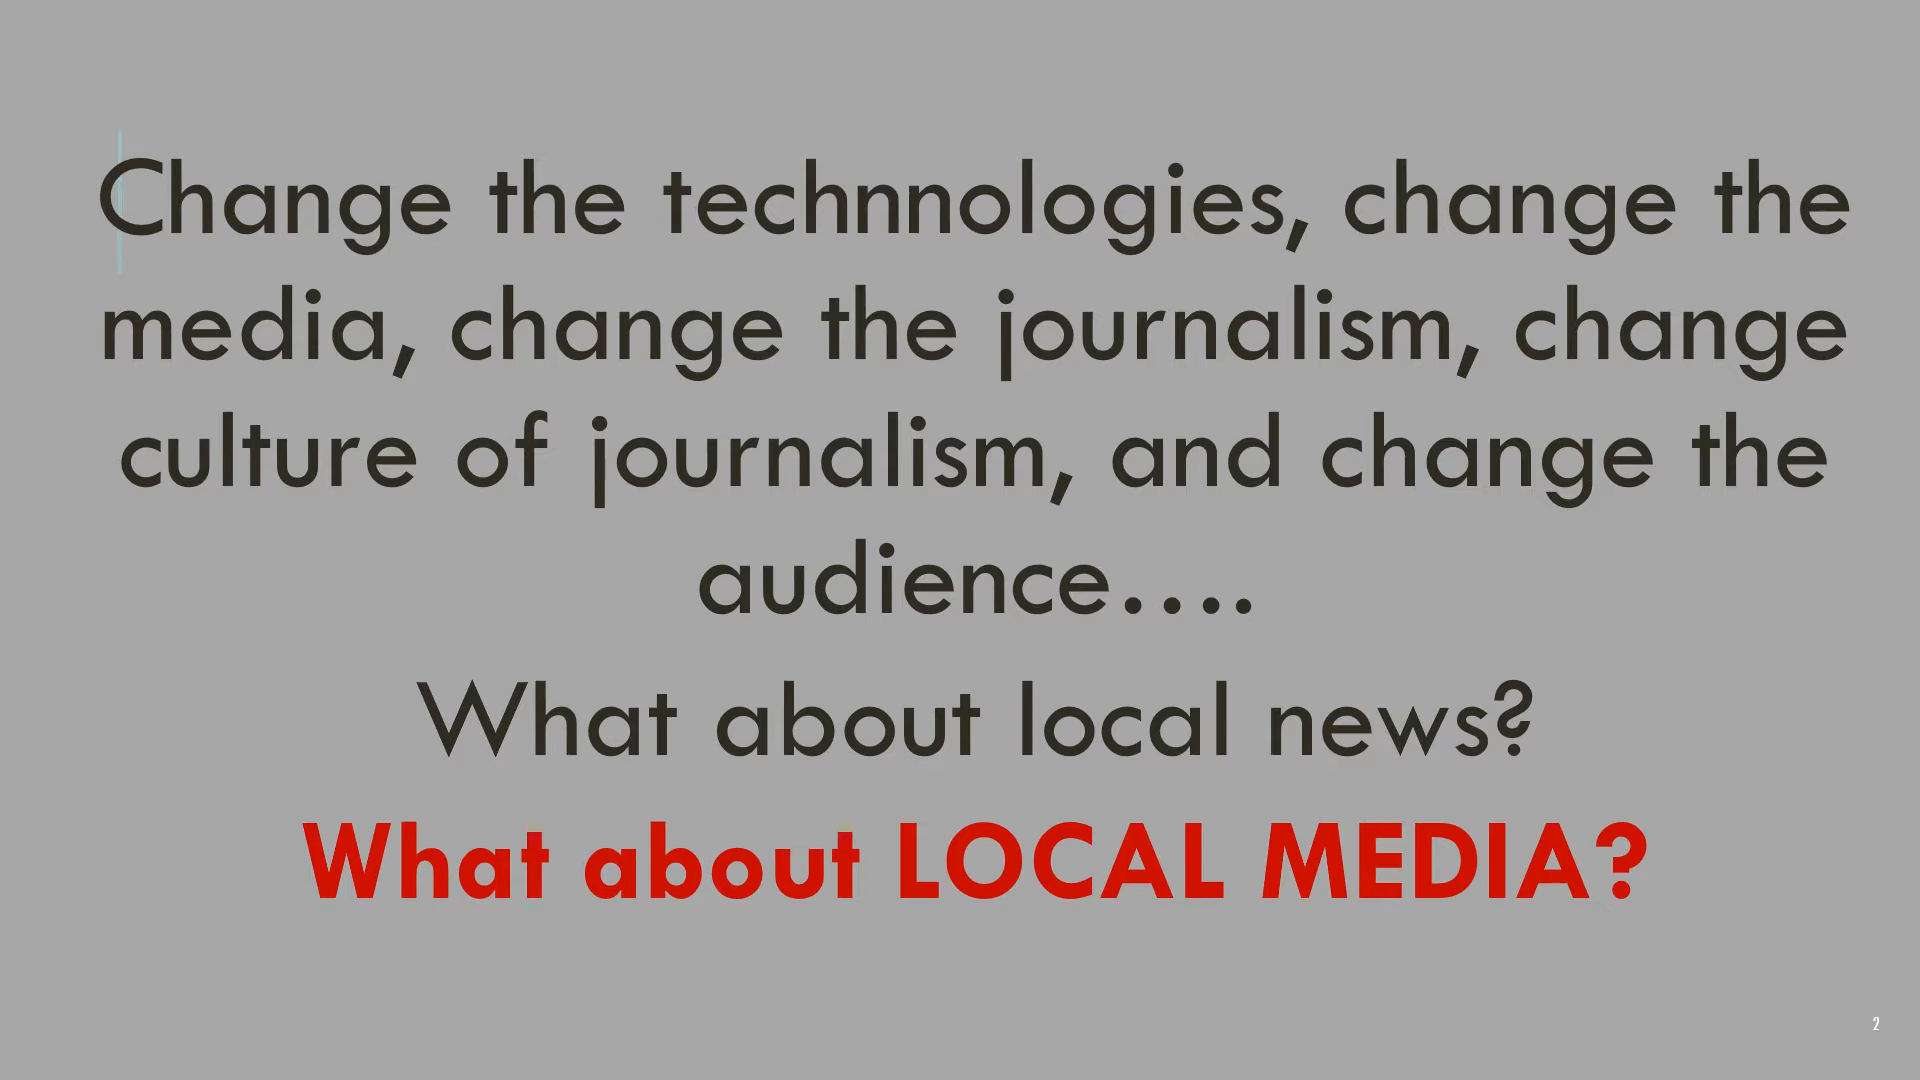 Change the technnologies, change the
media, change the journalism, change
culture of journalism, and change the
audience….
What about local news?
What about LOCAL MEDIA?
2